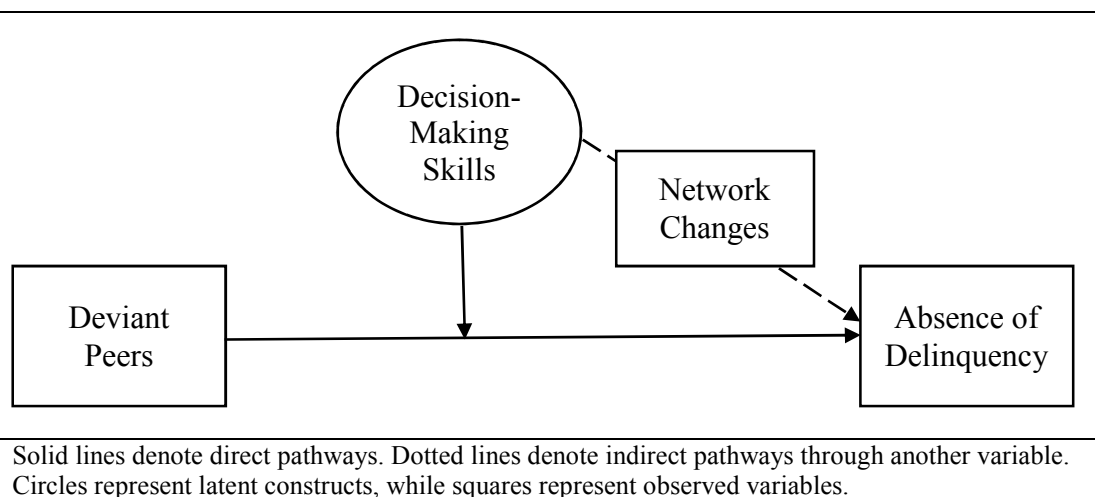 Decision-
Making
Skills
Network
Changes
Deviant
Peers
Absence of
Delinquency
Solid lines denote direct pathways. Dotted lines denote indirect pathways through another variable.
Circles represent latent constructs, while squares represent observed variables.